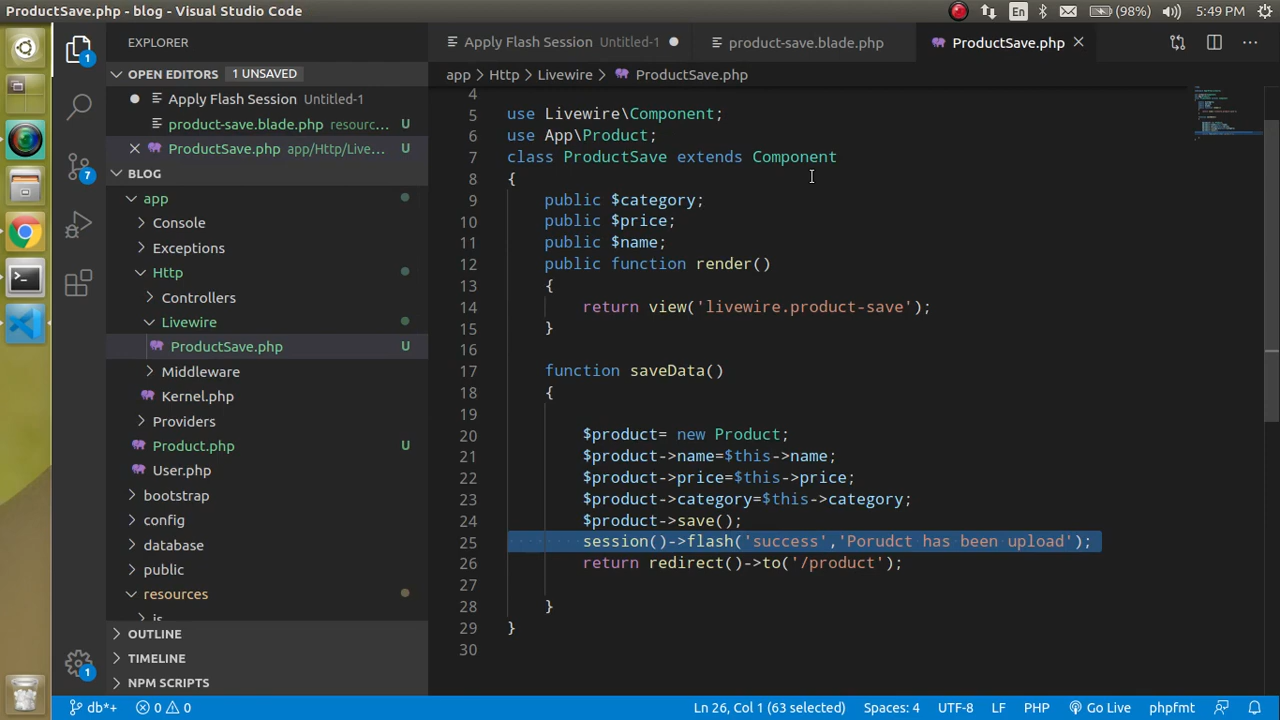 ProductSave.php - blog - Visual Studio Code
En
(98%)
5:49 PM
EXPLORER
OPEN EDITORS 1 UNSAVED
Apply Flash Session Untitled-1
product-save.blade.php resourc... U
ProductSave.php app/Http/Live... U
BLOG
app
Console
Exceptions
Http
Controllers
Livewire
ProductSave.php U
Middleware
Kernel.php
Providers
Product.php U
User.php
bootstrap
config
database
public
resources
js
OUTLINE
TIMELINE
NPM SCRIPTS
1
7
1
Apply Flash Session Untitled-1
product-save.blade.php
ProductSave.php
app > Http > Livewire > ProductSave.php
4
5 use Livewire\Component;
6 use App\Product;
7 class ProductSave extends Component
8 {
9 public $category;
10 public $price;
11 public $name;
12 public function render()
13 {
14 return view('livewire.product-save');
15 }
16
17 function saveData()
18 {
19
20 $product= new Product;
21 $product->name=$this->name;
22 $product->price=$this->price;
23 $product->category=$this->category;
24 $product->save();
25 session()->flash('success','Porudct has been upload');
26 return redirect()->to('/product');
27
28 }
29 }
30
db*+ 0 0
Ln 26, Col 1 (63 selected) Spaces: 4 UTF-8 LF PHP Go Live phpfmt